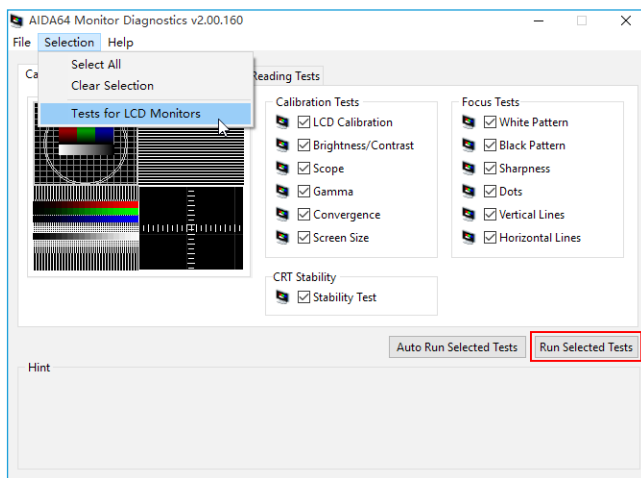 AIDA64 Monitor Diagnostics v2.00.160
File Selection Help
Select All
Clear Selection
Tests for LCD Monitors
Reading Tests
Calibration Tests
LCD Calibration
Brightness/Contrast
Scope
Gamma
Convergence
Screen Size
Focus Tests
White Pattern
Black Pattern
Sharpness
Dots
Vertical Lines
Horizontal Lines
CRT Stability
Stability Test
Auto Run Selected Tests Run Selected Tests
Hint